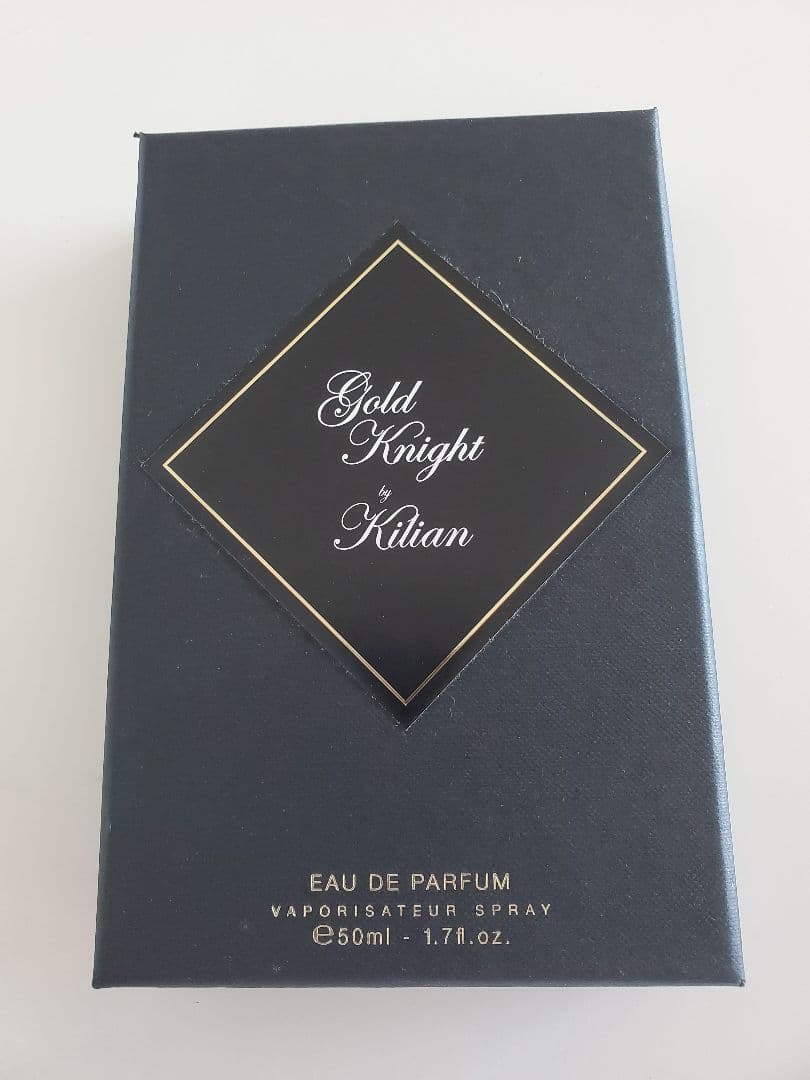 Gold
Knight
by
Kilian
EAU DE PARFUM
VAPORISATEUR SPRAY
℮50ml - 1.7fl.oz.